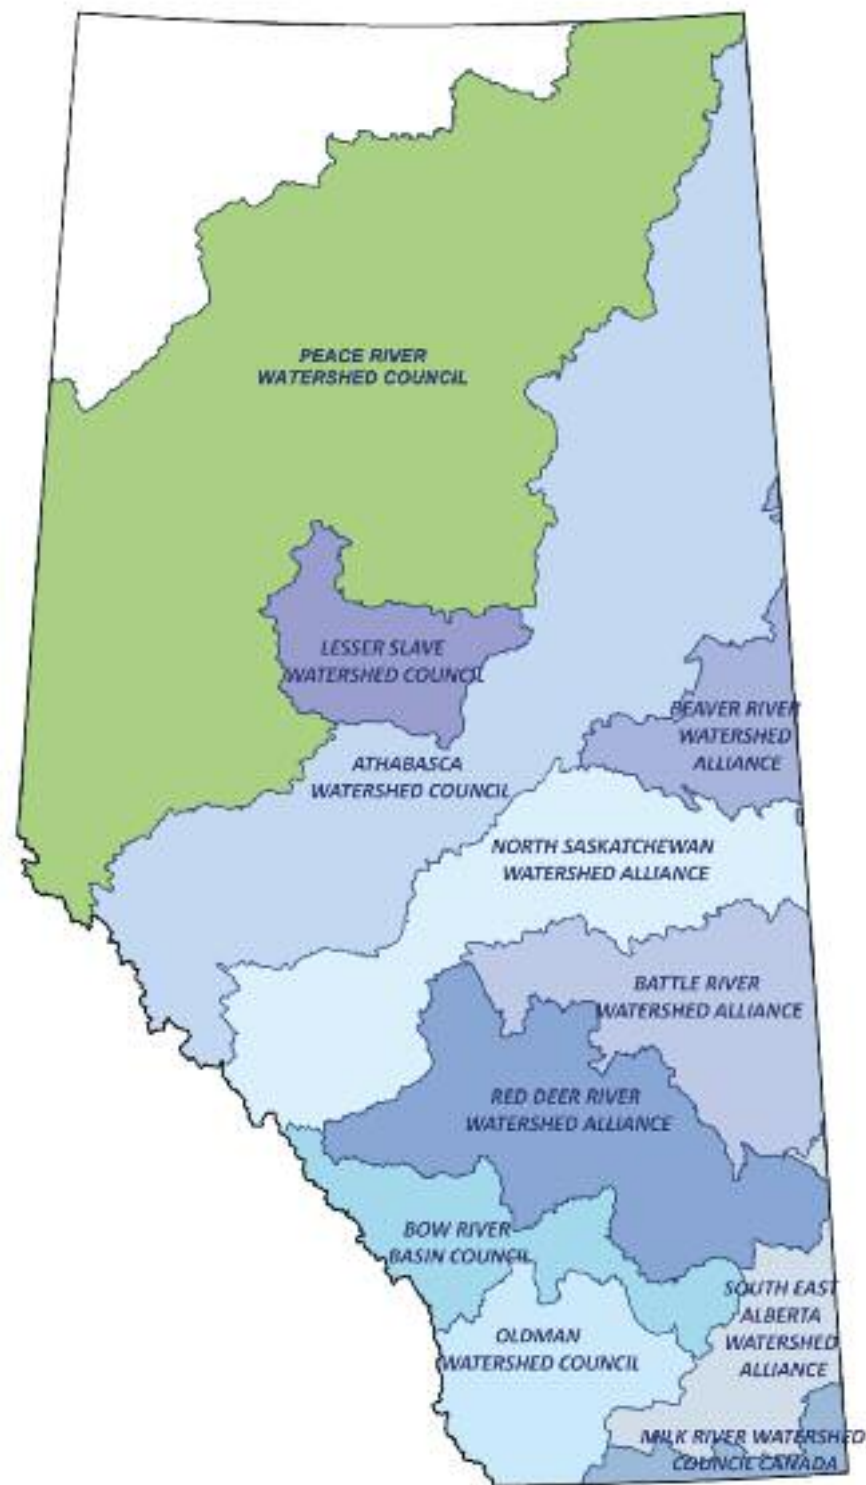 PEACE RIVER
WATERSHED COUNCIL
LESSER SLAVE
WATERSHED COUNCIL
BEAVER RIVER
WATERSHED
ALLIANCE
ATHABASCA
WATERSHED COUNCIL
NORTH SASKATCHEWAN
WATERSHED ALLIANCE
BATTLE RIVER
WATERSHED ALLIANCE
RED DEER RIVER
WATERSHED ALLIANCE
BOW RIVER
BASIN COUNCIL
SOUTH EAST
ALBERTA
WATERSHED
ALLIANCE
OLDMAN
WATERSHED COUNCIL
MILK RIVER WATERSHED
COUNCIL CANADA